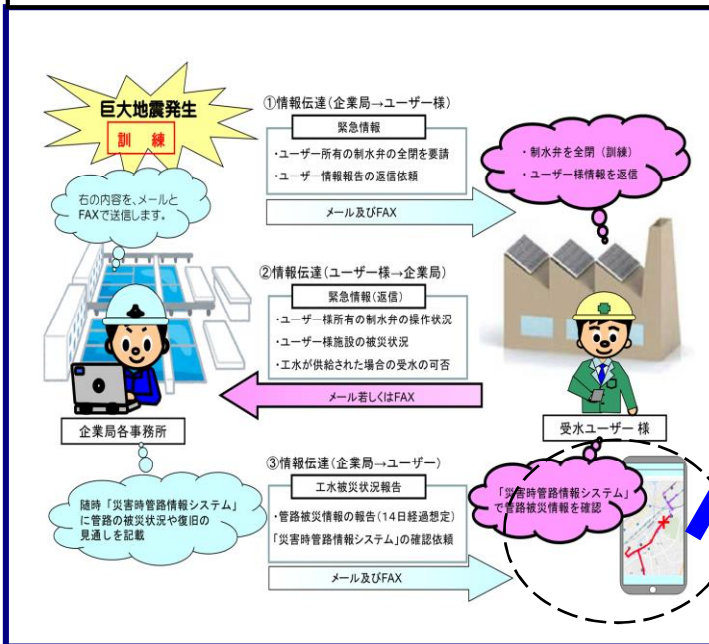 巨大地震発生
訓 練
右の内容を、メールと
FAXで送信します。
①情報伝達(企業局→ユーザー様)
緊急情報
・ユーザー所有の制水弁の全閉を要請
・ユーザー情報報告の返信依頼
メール及びFAX
・制水弁を全閉（訓練）
・ユーザー様情報を返信
②情報伝達(ユーザー様→企業局)
緊急情報(返信)
・ユーザー様所有の制水弁の操作状況
・ユーザー様施設の被災状況
・工水が供給された場合の受水の可否
メール若しくはFAX
企業局各事務所
受水ユーザー 様
随時「災害時管路情報システム」
に管路の被災状況や復旧の
見通しを記載
③情報伝達(企業局→ユーザー)
工水被災状況報告
・管路被災情報の報告(14日経過想定)
「災害時管路情報システム」の確認依頼
メール及びFAX
「災害時管路情報システム」
で管路被災情報を確認